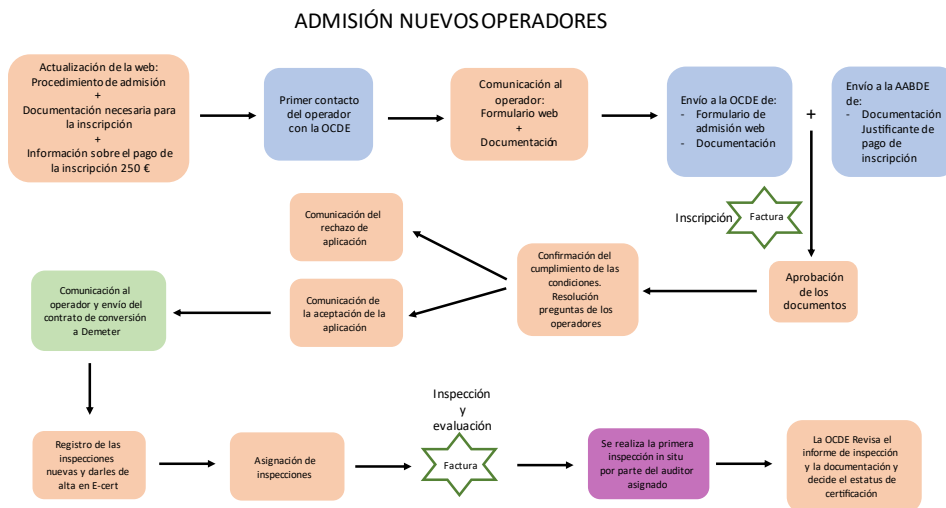 ADMISIÓN NUEVOS OPERADORES
Actualización de la web:
Procedimiento de admisión
+
Documentación necesaria para
la inscripción
+
Información sobre el pago de
la inscripción 250 €
Primer contacto
del operador
con la OCDE
Comunicación al
operador:
Formulario web
+
Documentación
Envío a la OCDE de:
- Formulario de
admisión web
- Documentación
+
Envío a la AABDE
de:
- Documentación
Justificante de
pago de
inscripción
Inscripción
Factura
Aprobación
de los
documentos
Confirmación del
cumplimiento de las
condiciones.
Resolución
preguntas de los
operadores
Comunicación del
rechazo de
aplicación
Comunicación de
la aceptación de la
aplicación
Comunicación al
operador y envío del
contrato de conversión
a Demeter
Registro de las
inspecciones
nuevas y darles de
alta en E-cert
Asignación de
inspecciones
Inspección
y
evaluación
Factura
Se realiza la primera
inspección in situ
por parte del auditor
asignado
La OCDE Revisa el
informe de inspección
y la documentación y
decide el estatus de
certificación